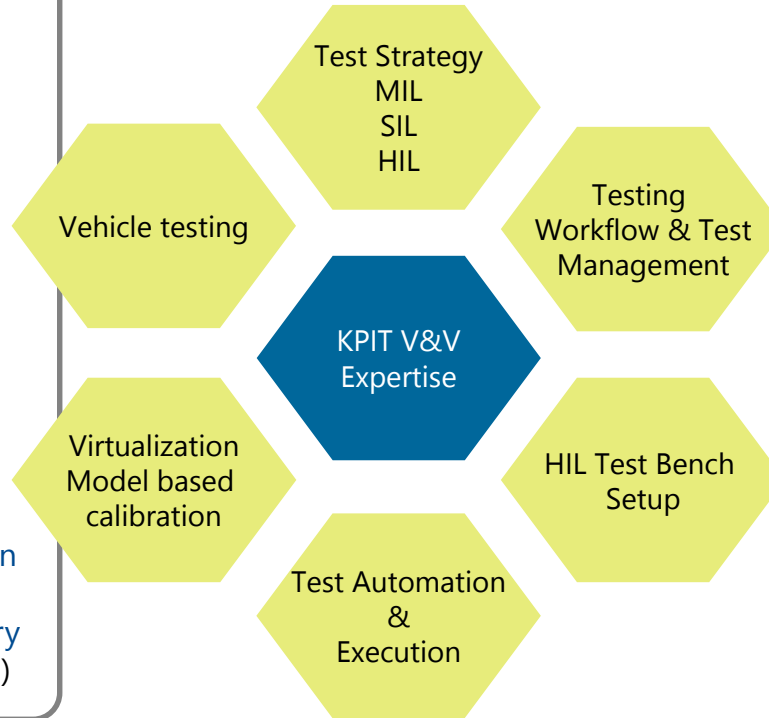 Test Strategy
MIL
SIL
HIL
Vehicle testing
Testing
Workflow & Test
Management
KPIT V&V
Expertise
Virtualization
Model based
calibration
HIL Test Bench
Setup
Test Automation
&
Execution
)